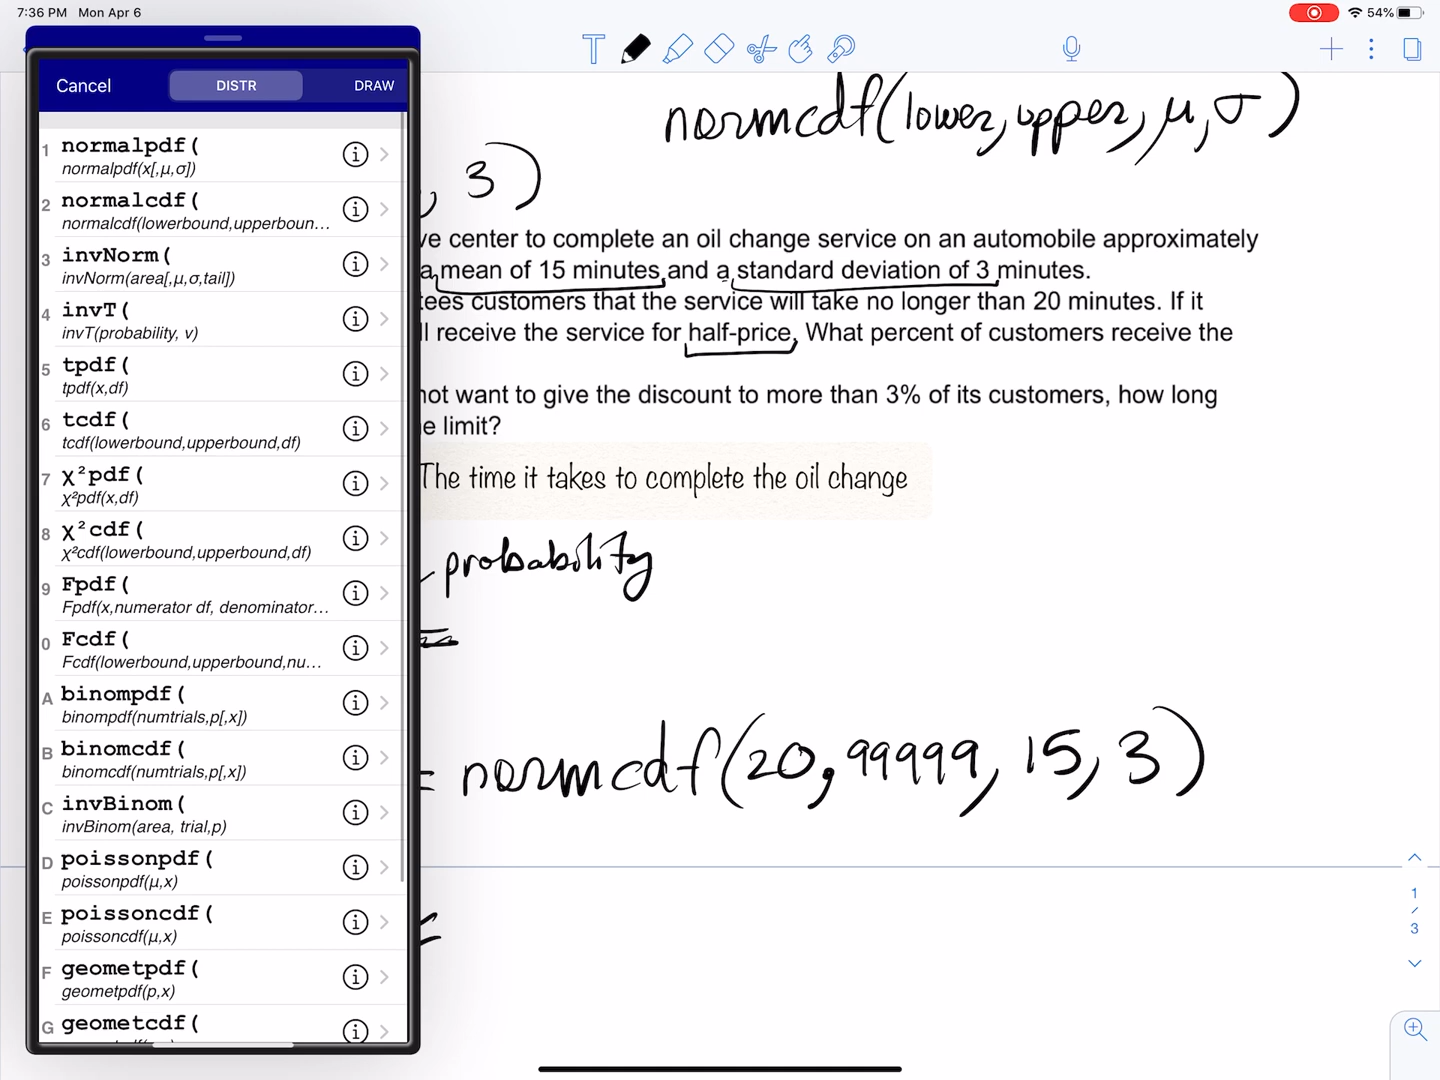 7:36 PM Mon Apr 6
54%
Cancel DISTR DRAW
1 normalpdf(
normalpdf(x[,μ,σ])
2 normalcdf(
normalcdf(lowerbound,upperboun...
3 invNorm(
invNorm(area[,μ,σ,tail])
4 invT(
invT(probability, v)
5 tpdf(
tpdf(x,df)
6 tcdf(
tcdf(lowerbound,upperbound,df)
7 χ²pdf(
χ²pdf(x,df)
8 χ²cdf(
χ²cdf(lowerbound,upperbound,df)
9 Fpdf(
Fpdf(x,numerator df, denominator...
0 Fcdf(
Fcdf(lowerbound,upperbound,nu...
A binompdf(
binompdf(numtrials,p[,x])
B binomcdf(
binomcdf(numtrials,p[,x])
C invBinom(
invBinom(area, trial,p)
D poissonpdf(
poissonpdf(μ,x)
E poissoncdf(
poissoncdf(μ,x)
F geometpdf(
geometpdf(p,x)
G geometcdf(
normcdf(lower,upper,μ,σ)
, 3)
ve center to complete an oil change service on an automobile approximately
a mean of 15 minutes and a standard deviation of 3 minutes.
tees customers that the service will take no longer than 20 minutes. If it
ll receive the service for half-price. What percent of customers receive the
not want to give the discount to more than 3% of its customers, how long
e limit?
The time it takes to complete the oil change
probability
= normcdf(20,99999,15,3)
=
1
/
3